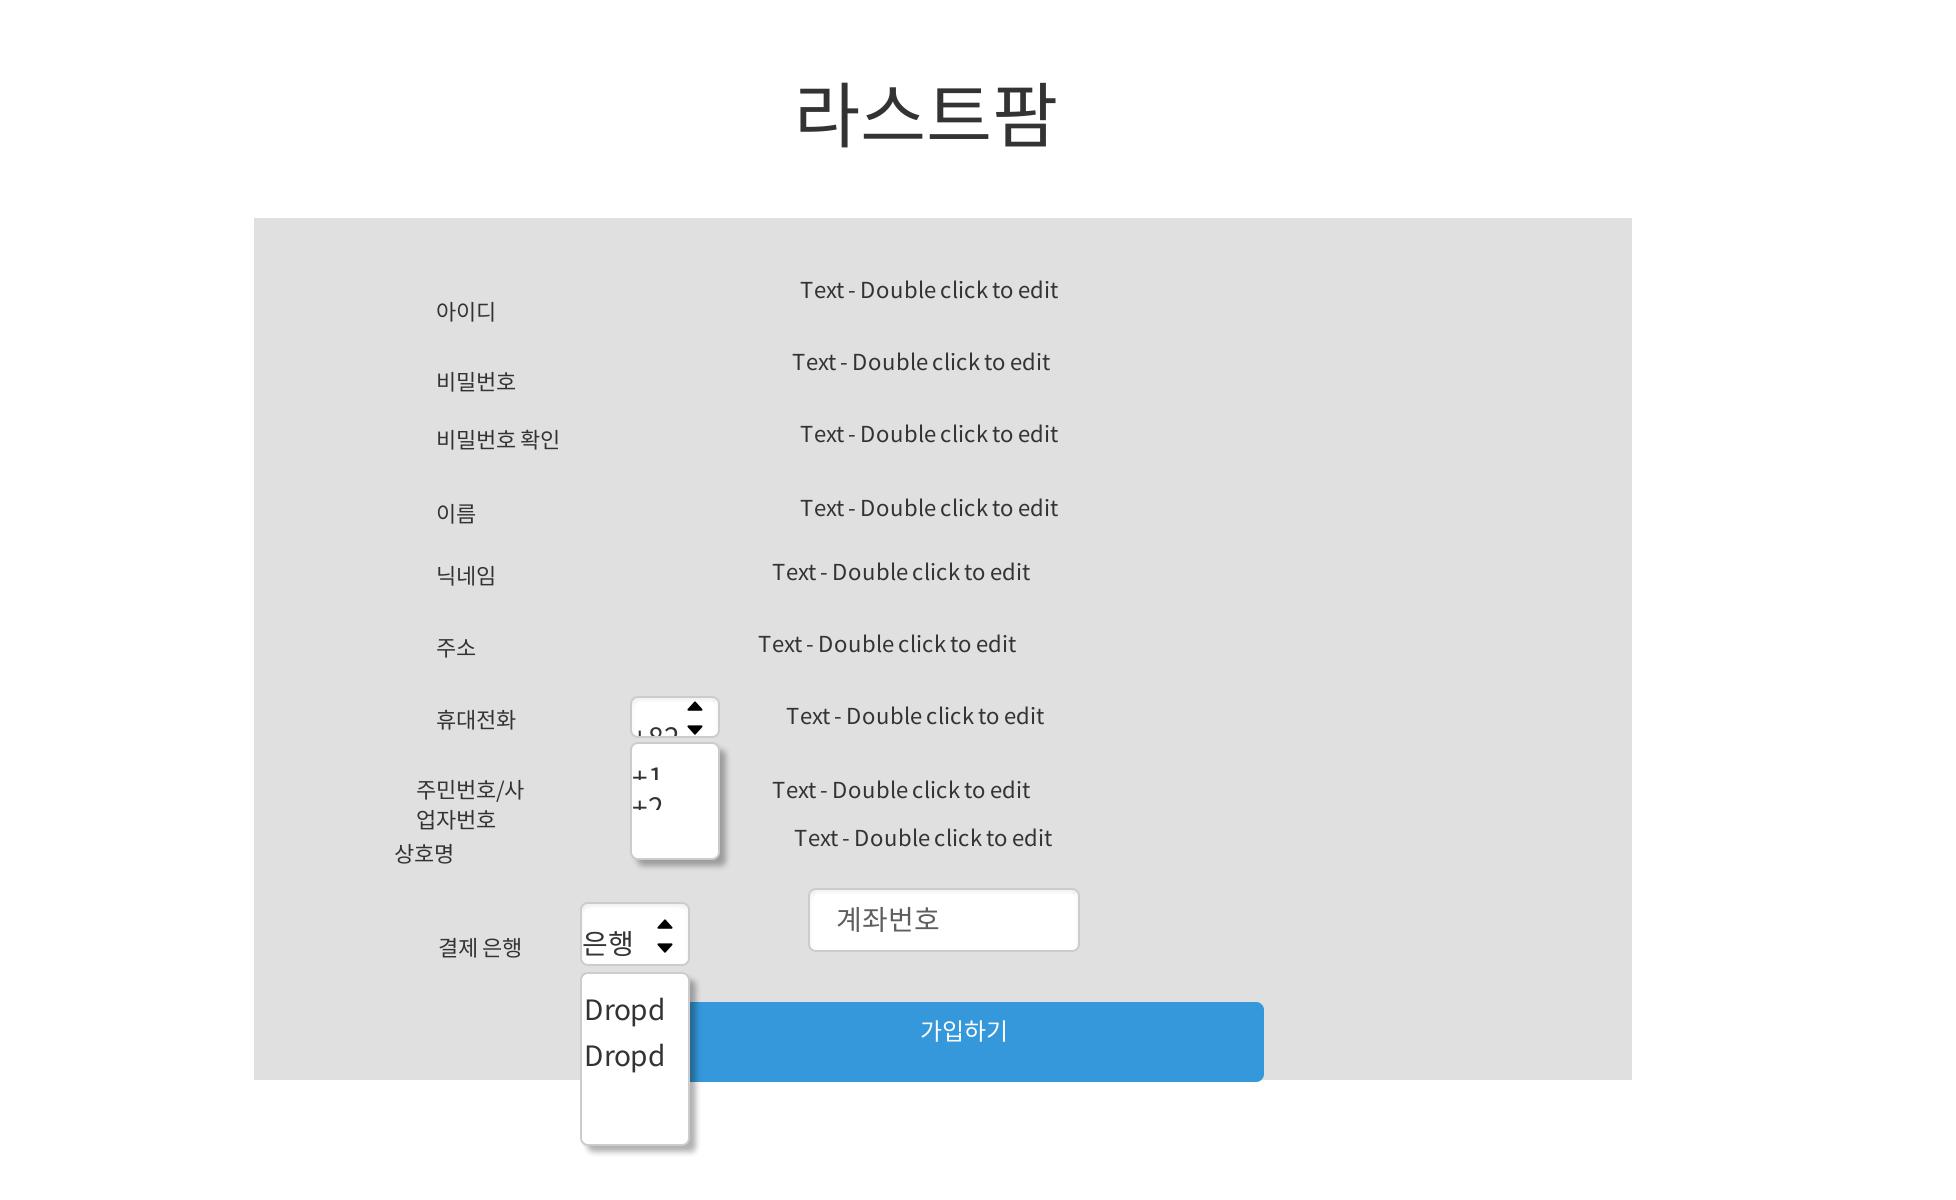 라스트팜
아이디
Text - Double click to edit
비밀번호
Text - Double click to edit
비밀번호 확인
Text - Double click to edit
이름
Text - Double click to edit
닉네임
Text - Double click to edit
주소
Text - Double click to edit
휴대전화
+82
Text - Double click to edit
+1
+2
주민번호/사
업자번호
Text - Double click to edit
상호명
Text - Double click to edit
결제 은행
은행
계좌번호
Dropd
Dropd
가입하기